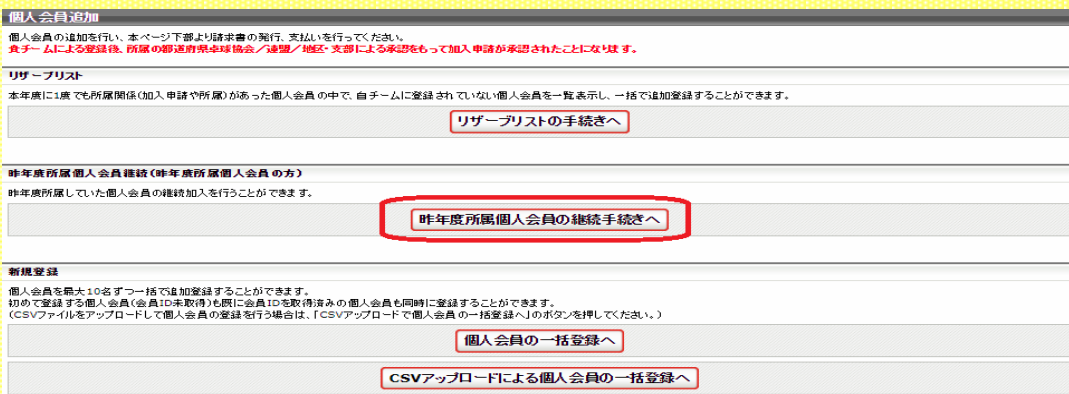 個人会員追加
個人会員の追加を行い、本ページ下部より請求書の発行、支払いを行ってください。
貴チームによる登録後、所属の都道府県卓球協会／連盟／地区・支部による承認をもって加入申請が承認されたことになります。
リザーブリスト
本年度に1度でも所属関係(加入申請や所属)があった個人会員の中で、自チームに登録されていない個人会員を一覧表示し、一括で追加登録することができます。
リザーブリストの手続きへ
昨年度所属個人会員継続(昨年度所属個人会員の方)
昨年度所属していた個人会員の継続加入を行うことができます。
昨年度所属個人会員の継続手続きへ
新規登録
個人会員を最大10名ずつ一括で追加登録することができます。
初めて登録する個人会員(会員ID未取得)も既に会員IDを取得済みの個人会員も同時に登録することができます。
(CSVファイルをアップロードして個人会員の登録を行う場合は、「CSVアップロードで個人会員の一括登録へ」のボタンを押してください。)
個人会員の一括登録へ
CSVアップロードによる個人会員の一括登録へ